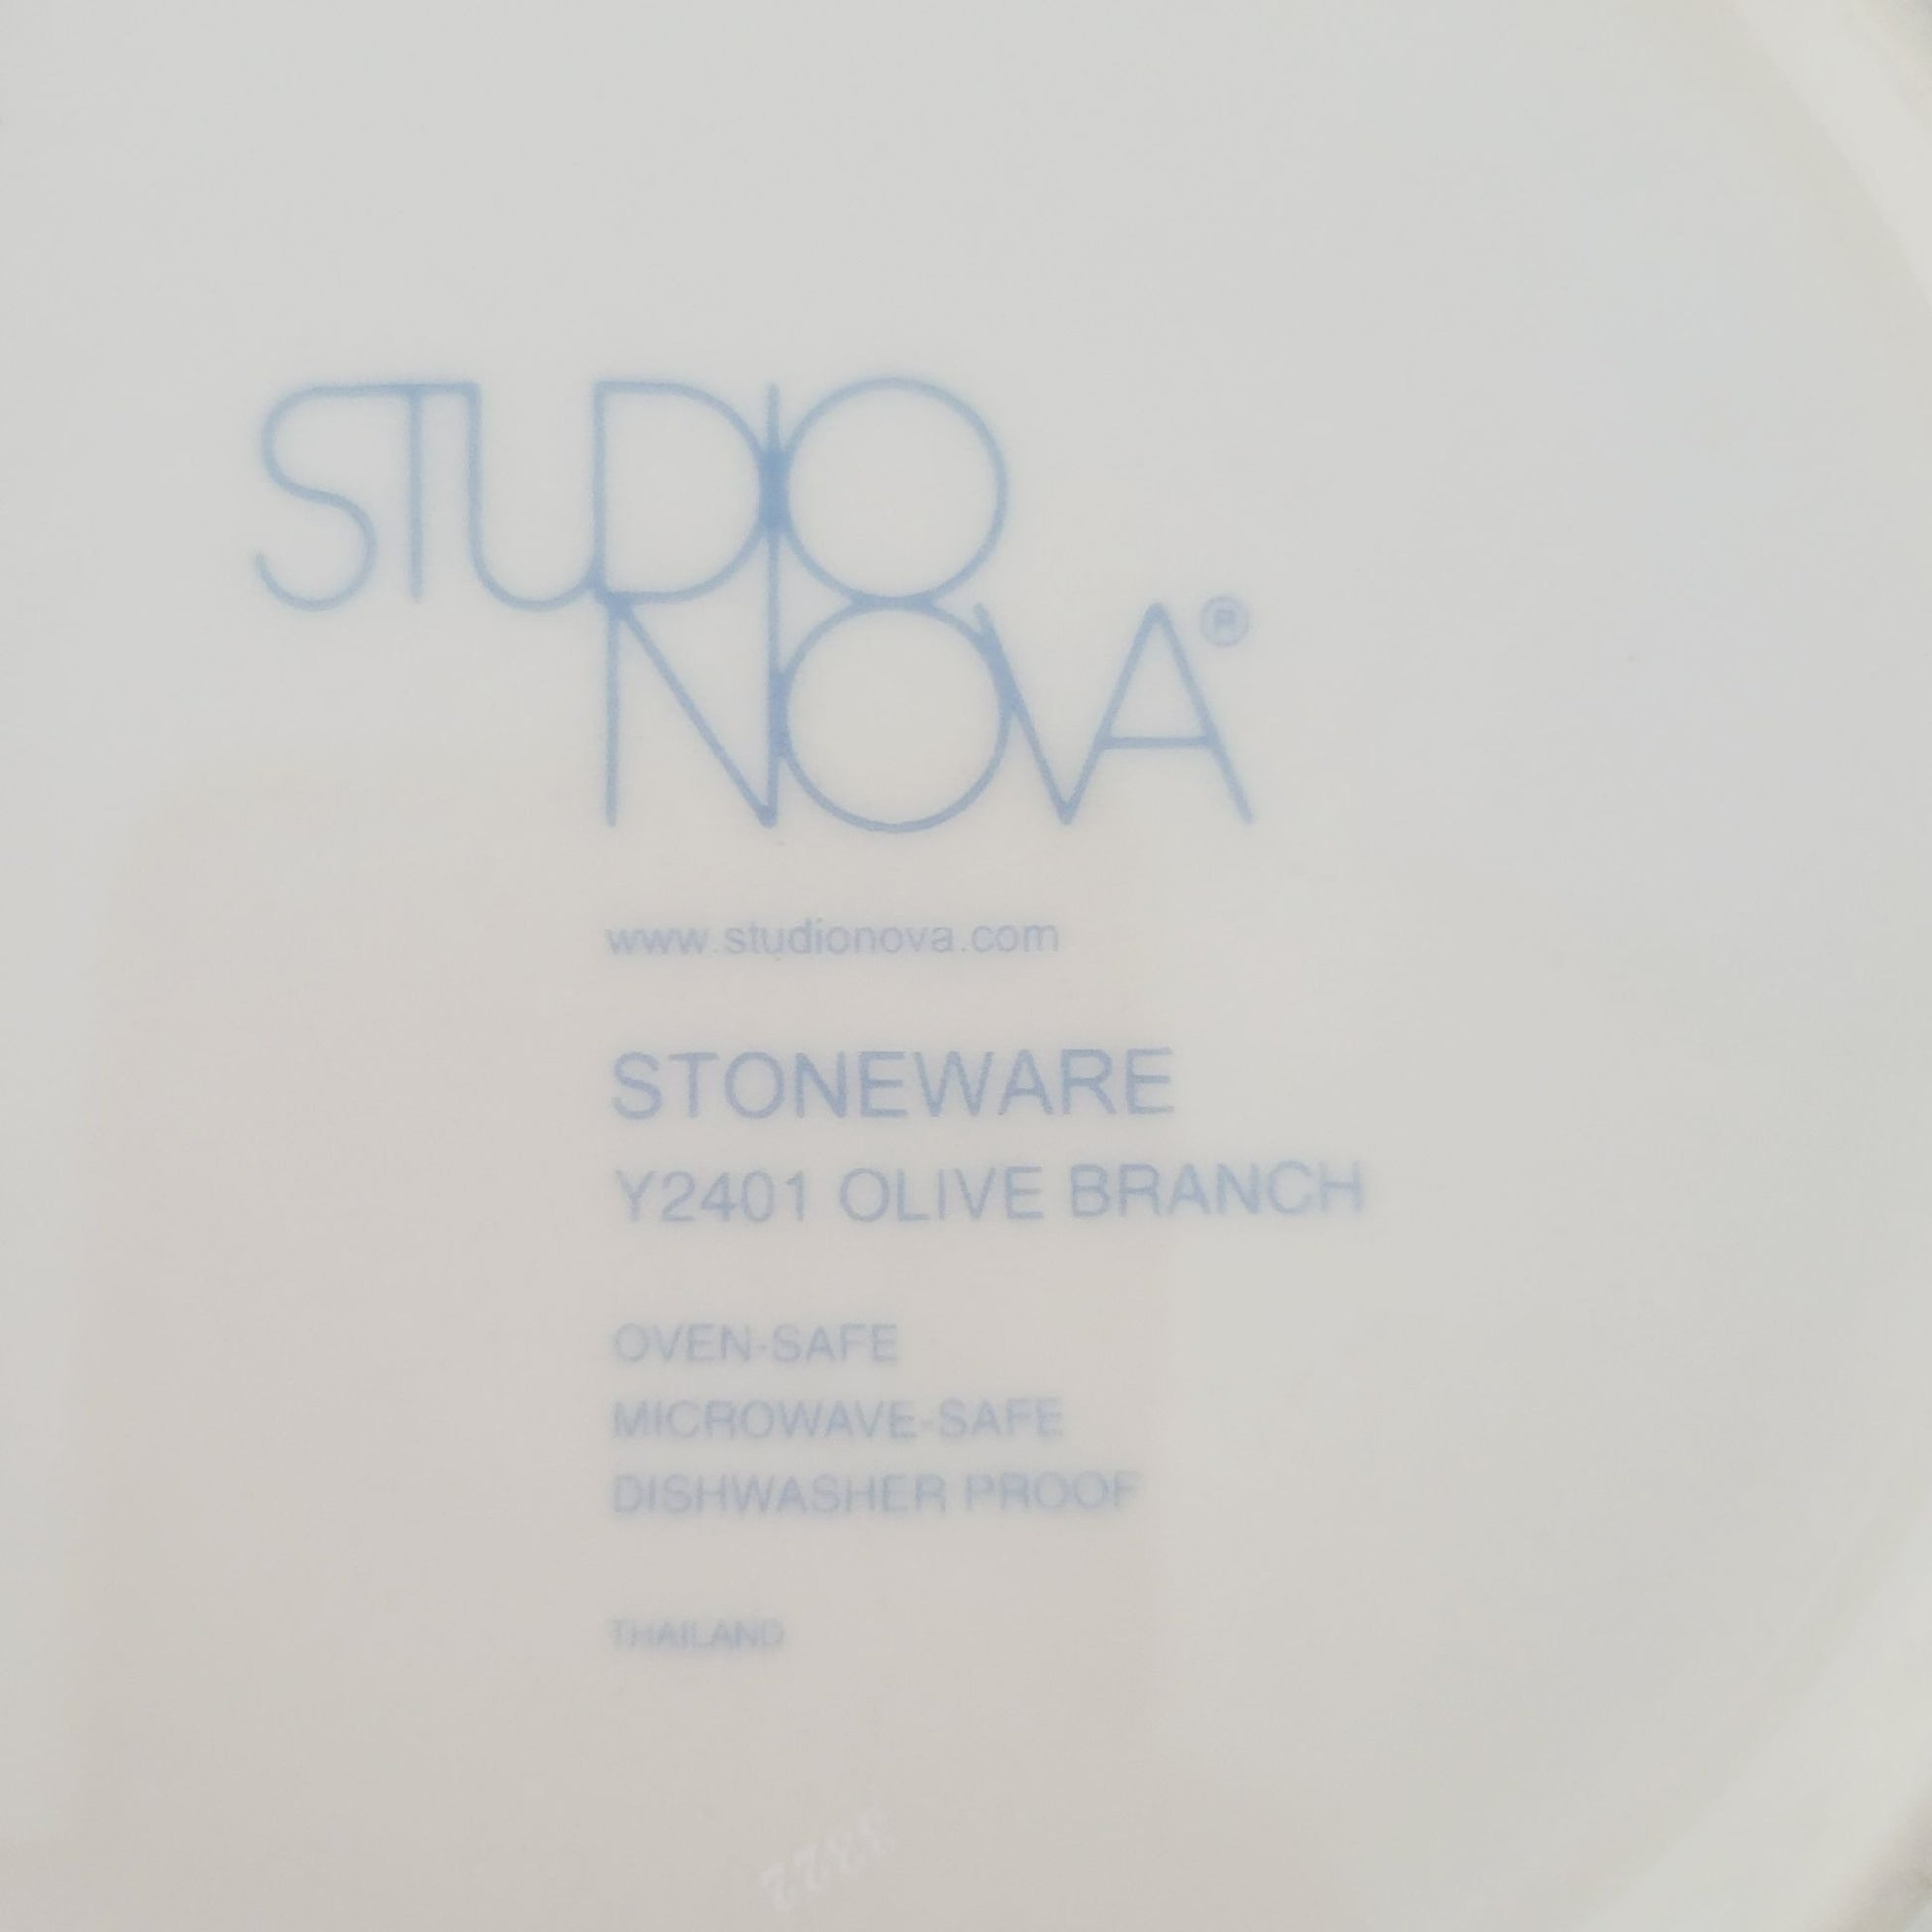 STUDIO
NOVA®
www.studionova.com
STONEWARE
Y2401 OLIVE BRANCH
OVEN-SAFE
MICROWAVE-SAFE
DISHWASHER PROOF
THAILAND